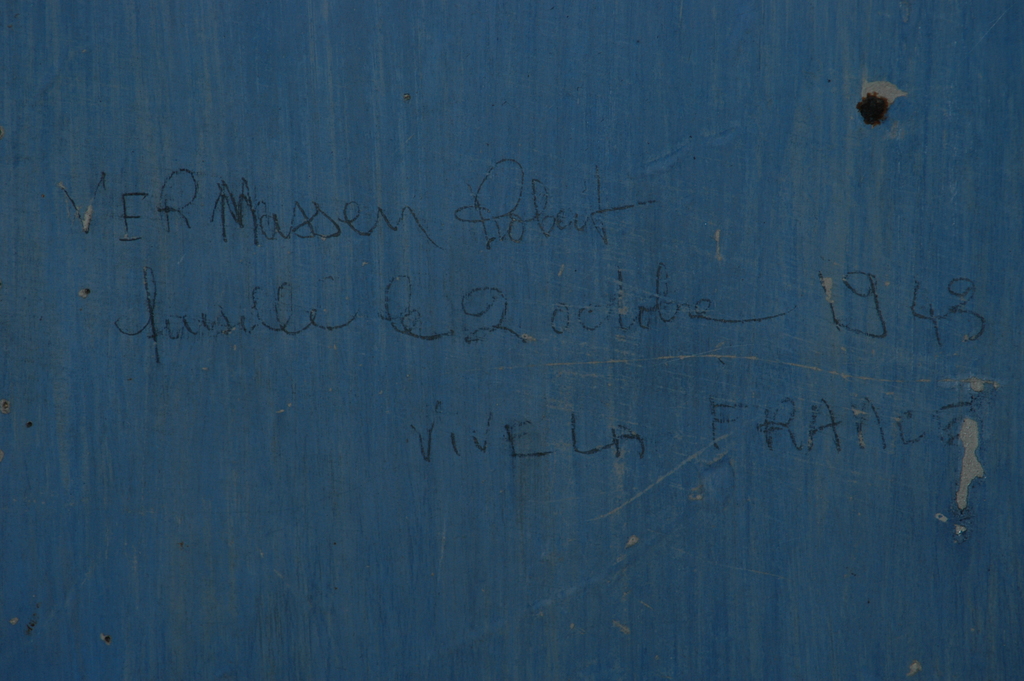 VERMassen Robert
fusillé le 2 octobre 1943
VIVE LA FRANCE